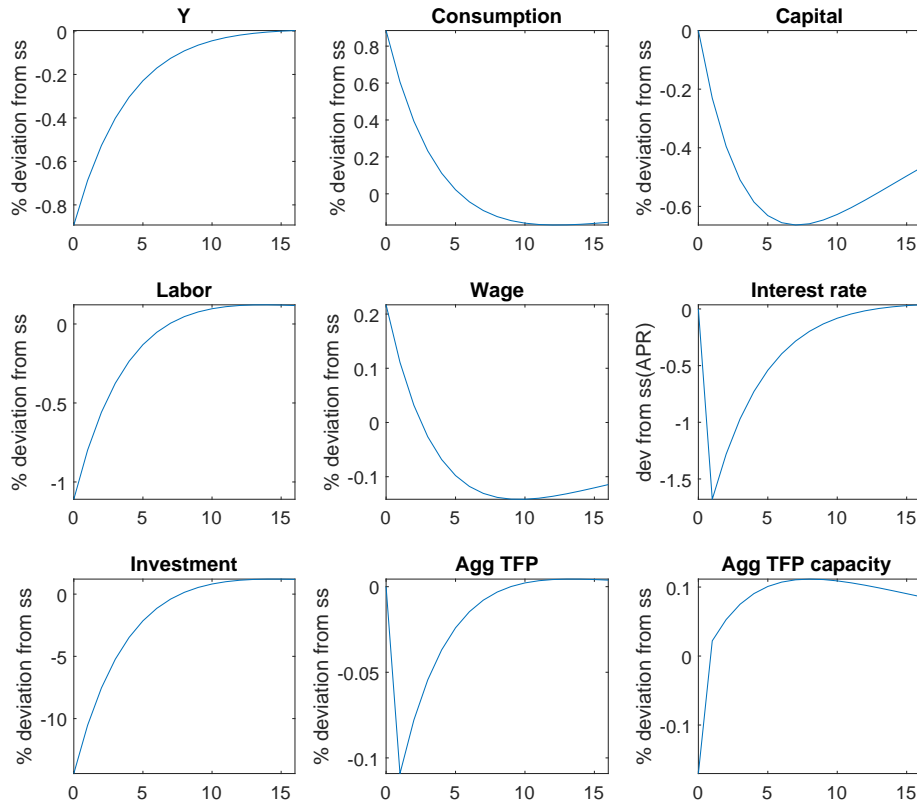 Y
% deviation from ss
0
-0.2
-0.4
-0.6
-0.8
0 5 10 15
Consumption
% deviation from ss
0.8
0.6
0.4
0.2
0
0 5 10 15
Capital
% deviation from ss
0
-0.2
-0.4
-0.6
0 5 10 15
Labor
% deviation from ss
0
-0.5
-1
0 5 10 15
Wage
% deviation from ss
0.2
0.1
0
-0.1
0 5 10 15
Interest rate
dev from ss(APR)
0
-0.5
-1
-1.5
0 5 10 15
Investment
% deviation from ss
0
-5
-10
0 5 10 15
Agg TFP
% deviation from ss
0
-0.05
-0.1
0 5 10 15
Agg TFP capacity
% deviation from ss
0.1
0
-0.1
0 5 10 15